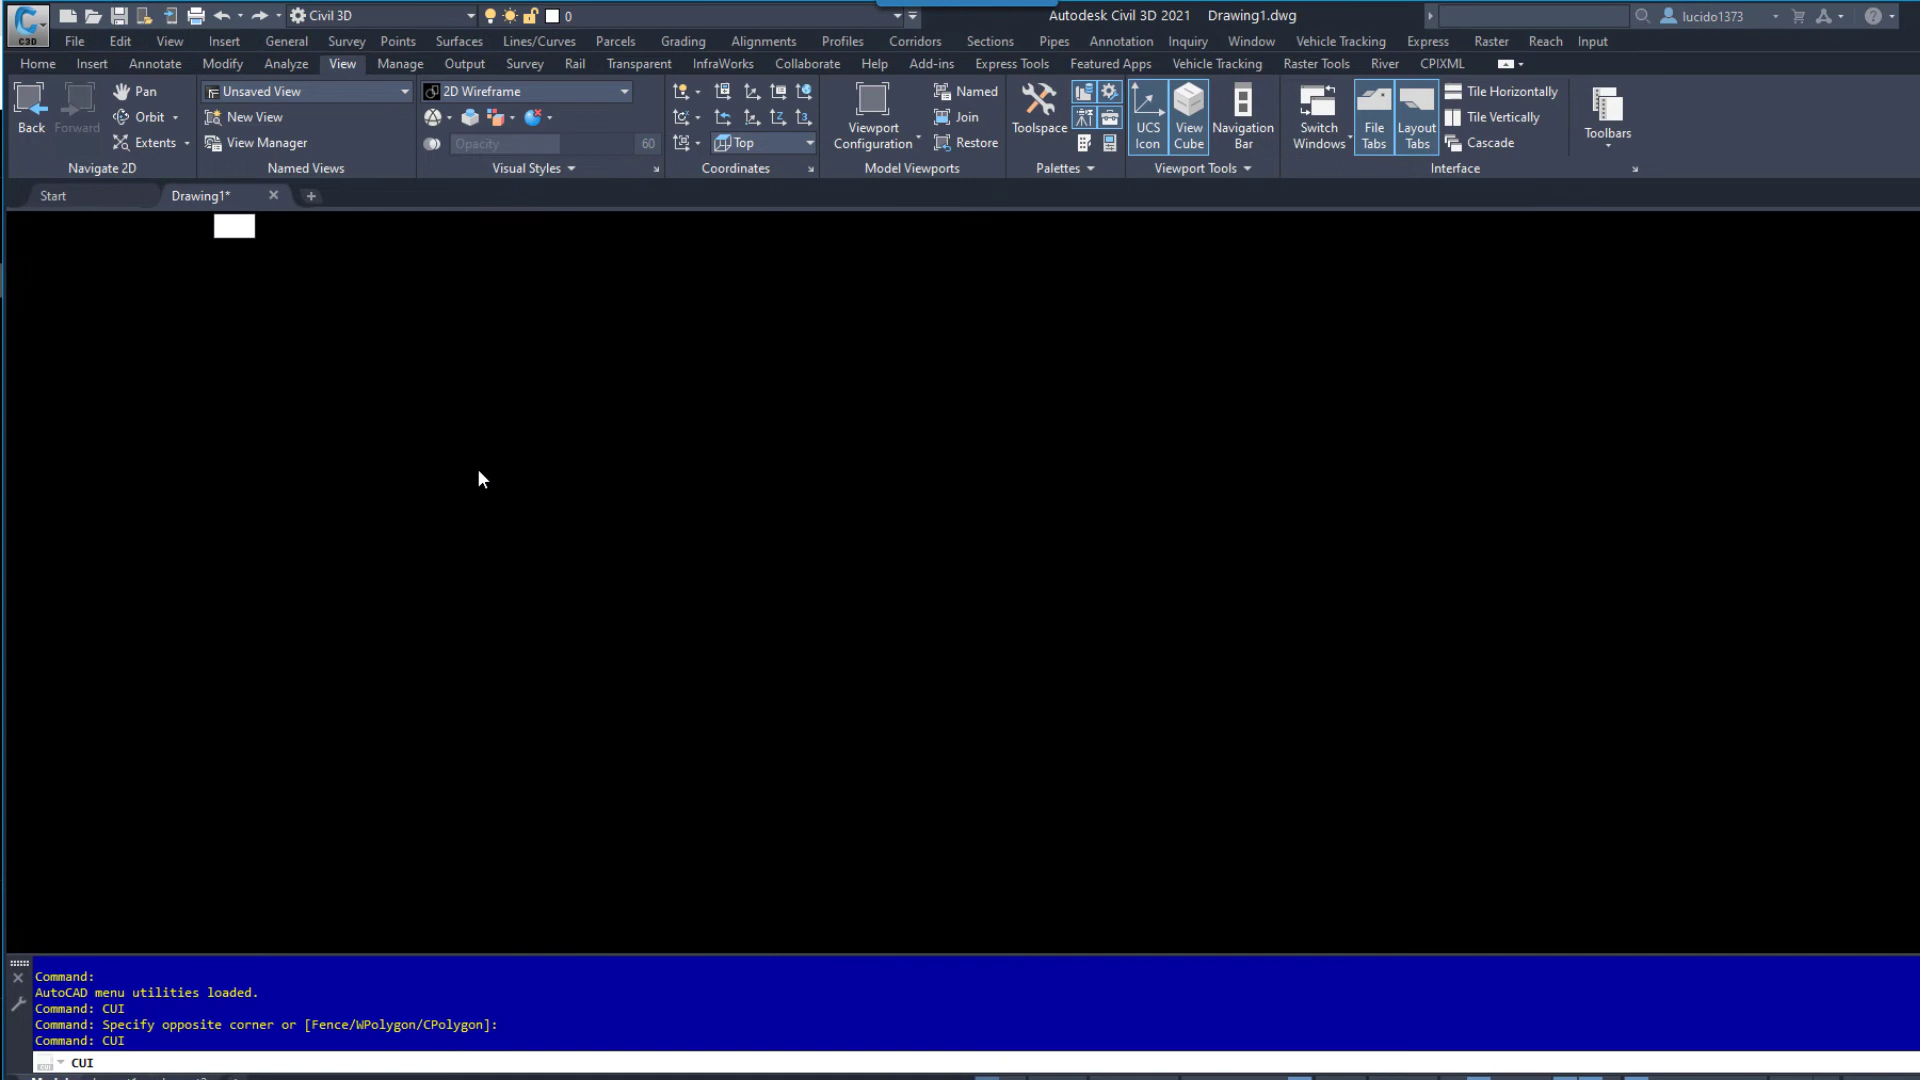 C3D Civil 3D 0 Autodesk Civil 3D 2021 Drawing1.dwg lucido1373
File Edit View Insert General Survey Points Surfaces Lines/Curves Parcels Grading Alignments Profiles Corridors Sections Pipes Annotation Inquiry Window Vehicle Tracking Express Raster Reach Input
Home Insert Annotate Modify Analyze View Manage Output Survey Rail Transparent InfraWorks Collaborate Help Add-ins Express Tools Featured Apps Vehicle Tracking Raster Tools River CPIXML
Back Forward
Pan
Orbit
Extents
Navigate 2D
Unsaved View
New View
View Manager
Named Views
2D Wireframe
Opacity 60
Visual Styles
Top
Coordinates
Viewport
Configuration
Named
Join
Restore
Model Viewports
Toolspace
Palettes
UCS
Icon
View
Cube
Navigation
Bar
Viewport Tools
Switch
Windows
File
Tabs
Layout
Tabs
Tile Horizontally
Tile Vertically
Cascade
Interface
Toolbars
Start Drawing1*
Command:
AutoCAD menu utilities loaded.
Command: CUI
Command: Specify opposite corner or [Fence/WPolygon/CPolygon]:
Command: CUI
CUI